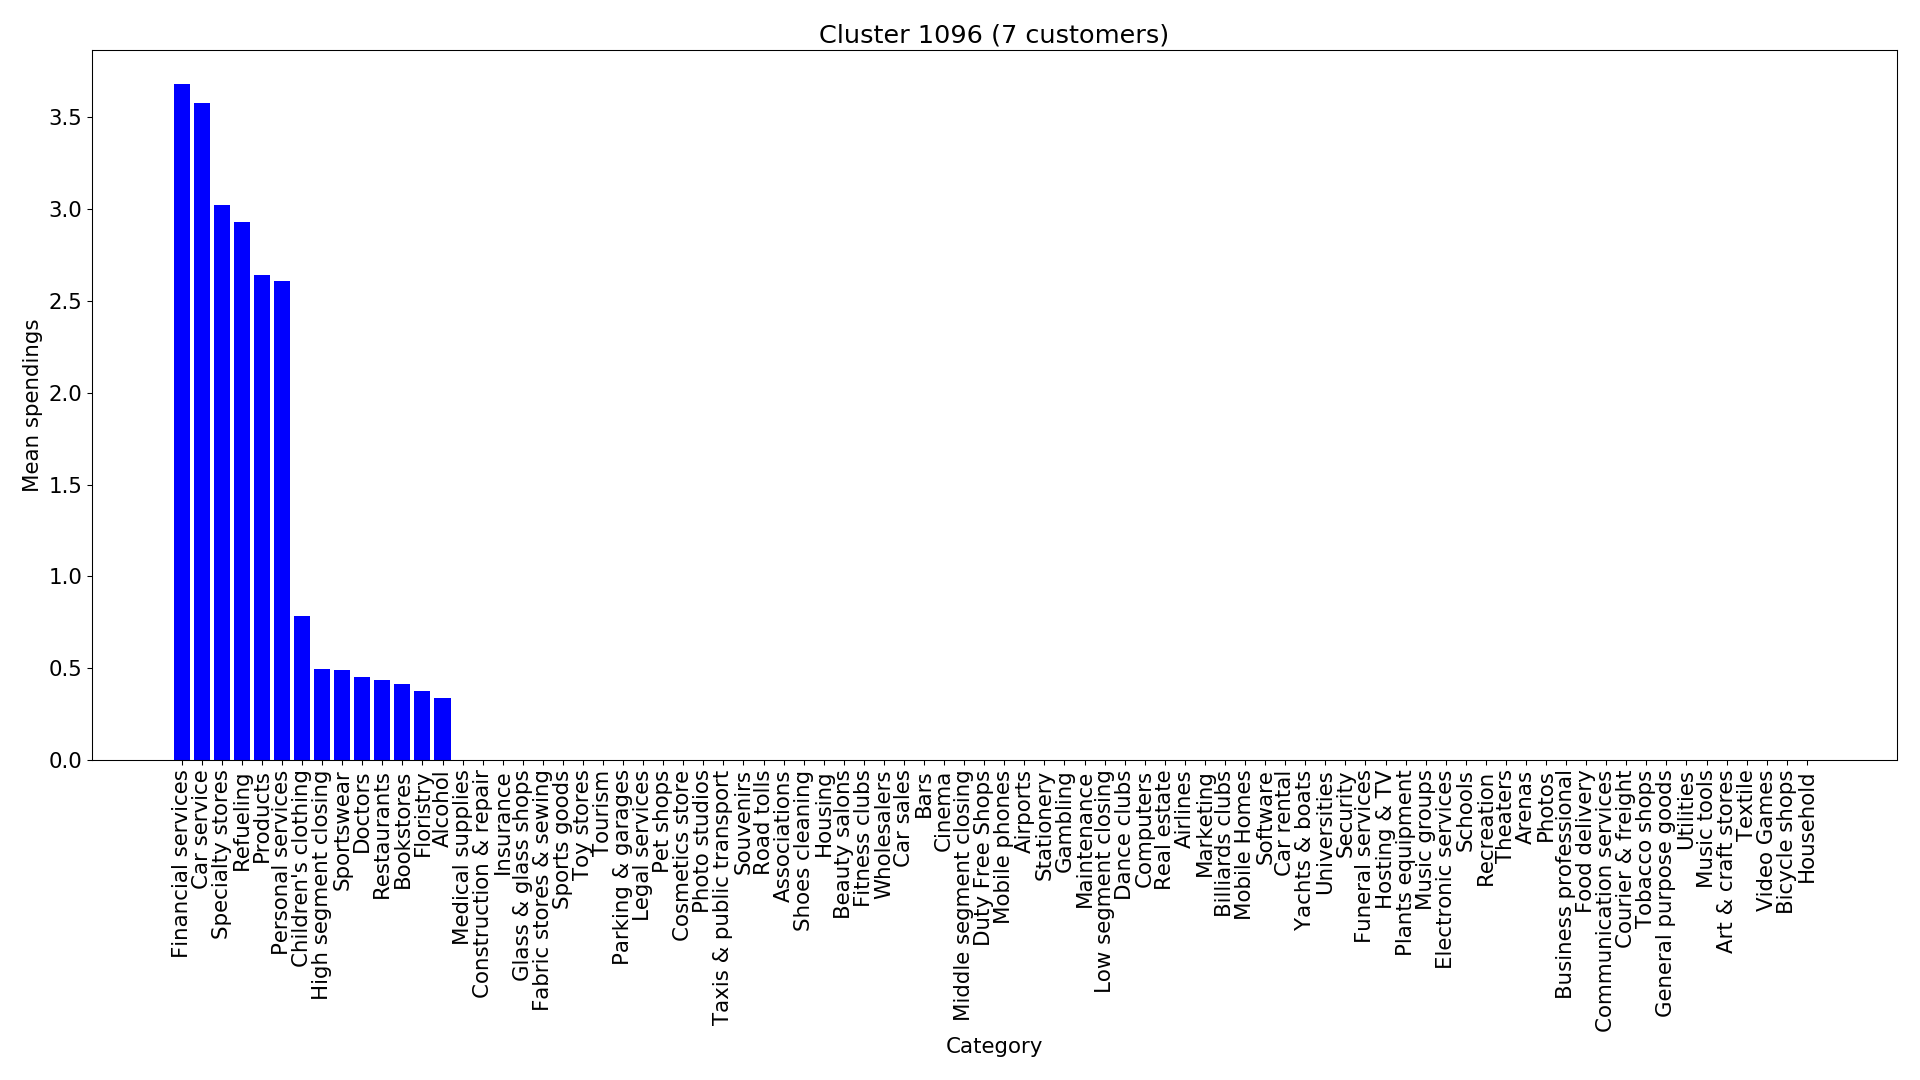 Cluster 1096 (7 customers)
Mean spendings
3.5
3.0
2.5
2.0
1.5
1.0
0.5
0.0
Financial services
Car service
Specialty stores
Refueling
Products
Personal services
Children's clothing
High segment closing
Sportswear
Doctors
Restaurants
Bookstores
Floristry
Alcohol
Medical supplies
Construction & repair
Insurance
Glass & glass shops
Fabric stores & sewing
Sports goods
Toy stores
Tourism
Parking & garages
Legal services
Pet shops
Cosmetics store
Photo studios
Taxis & public transport
Souvenirs
Road tolls
Associations
Shoes cleaning
Housing
Beauty salons
Fitness clubs
Wholesalers
Car sales
Bars
Cinema
Middle segment closing
Duty Free Shops
Mobile phones
Airports
Stationery
Gambling
Maintenance
Low segment closing
Dance clubs
Computers
Real estate
Airlines
Marketing
Billiards clubs
Mobile Homes
Software
Car rental
Yachts & boats
Universities
Security
Funeral services
Hosting & TV
Plants equipment
Music groups
Electronic services
Schools
Recreation
Theaters
Arenas
Photos
Business professional
Food delivery
Communication services
Courier & freight
Tobacco shops
General purpose goods
Utilities
Music tools
Art & craft stores
Textile
Video Games
Bicycle shops
Household
Category